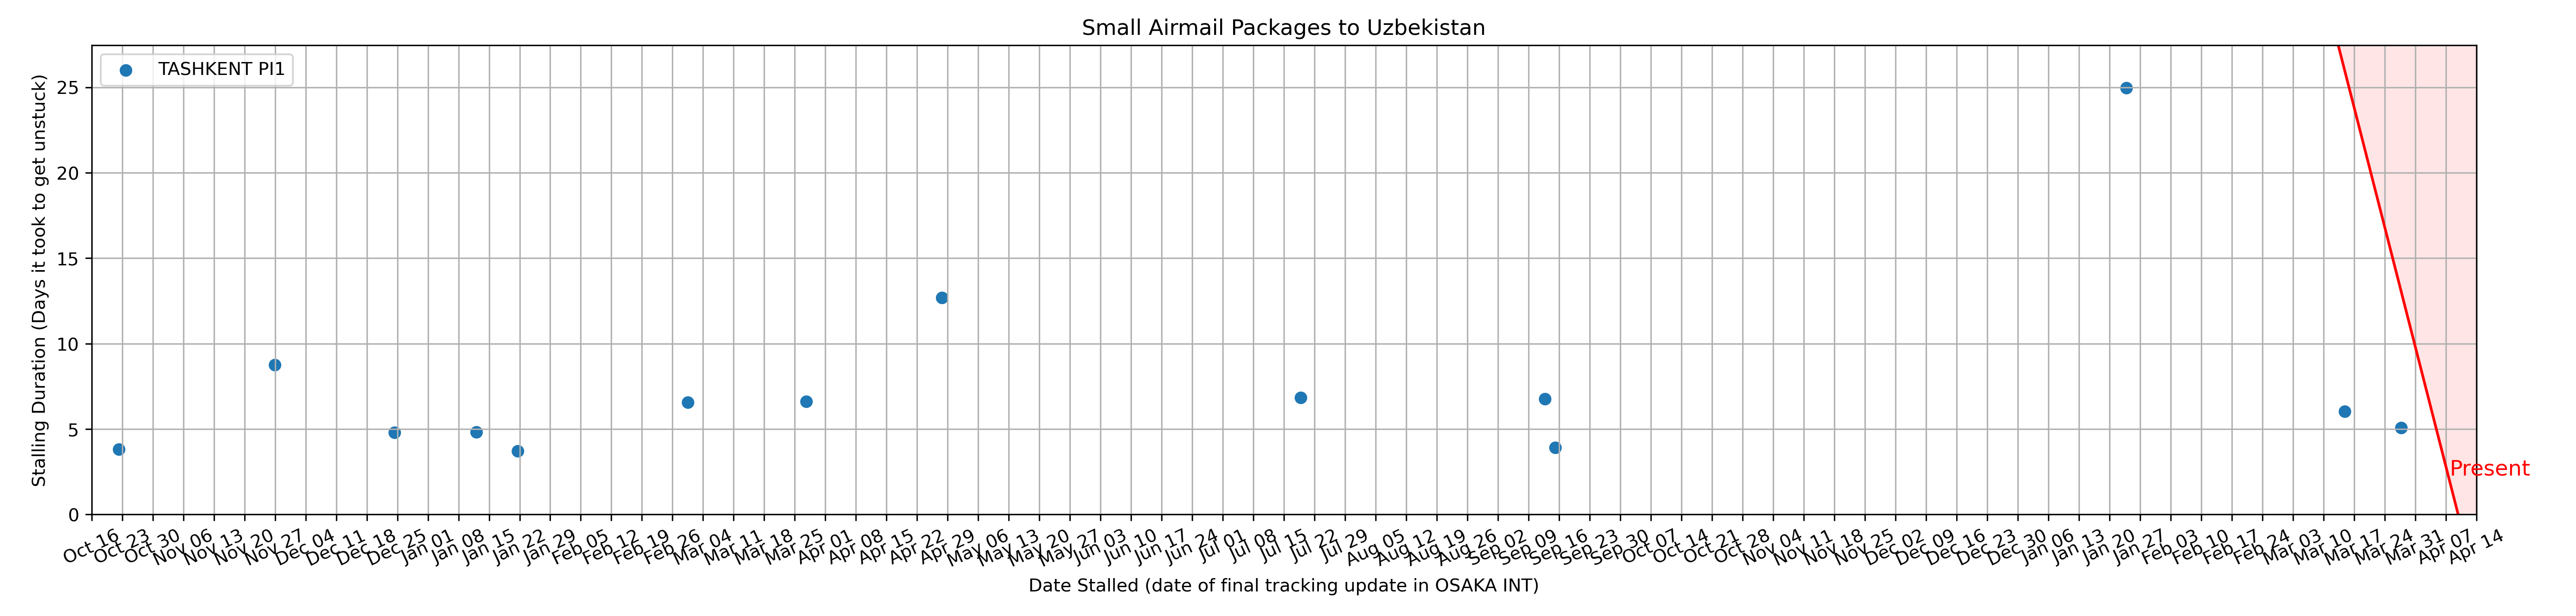 Small Airmail Packages to Uzbekistan
TASHKENT PI1
Stalling Duration (Days it took to get unstuck)
25
20
15
10
5
0
Present
Oct 16 Oct 23 Oct 30 Nov 06 Nov 13 Nov 20 Nov 27 Dec 04 Dec 11 Dec 18 Dec 25 Jan 01 Jan 08 Jan 15 Jan 22 Jan 29 Feb 05 Feb 12 Feb 19 Feb 26 Mar 04 Mar 11 Mar 18 Mar 25 Apr 01 Apr 08 Apr 15 Apr 22 Apr 29 May 06 May 13 May 20 May 27 Jun 03 Jun 10 Jun 17 Jun 24 Jul 01 Jul 08 Jul 15 Jul 22 Jul 29 Aug 05 Aug 12 Aug 19 Aug 26 Sep 02 Sep 09 Sep 16 Sep 23 Sep 30 Oct 07 Oct 14 Oct 21 Oct 28 Nov 04 Nov 11 Nov 18 Nov 25 Dec 02 Dec 09 Dec 16 Dec 23 Dec 30 Jan 06 Jan 13 Jan 20 Jan 27 Feb 03 Feb 10 Feb 17 Feb 24 Mar 03 Mar 10 Mar 17 Mar 24 Mar 31 Apr 07 Apr 14
Date Stalled (date of final tracking update in OSAKA INT)